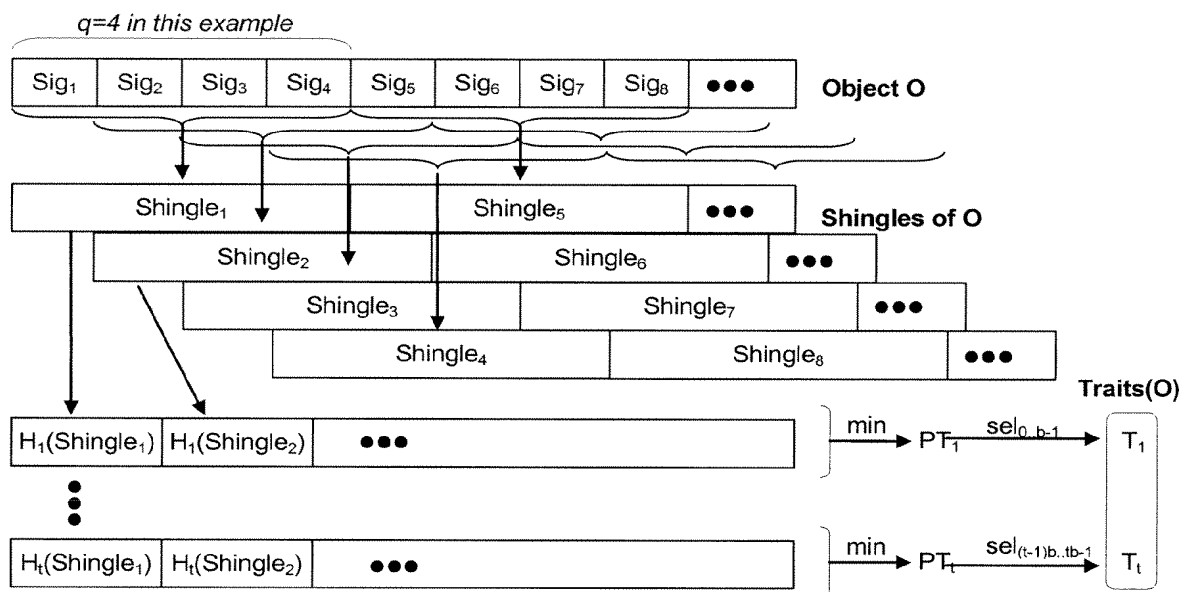 q=4 in this example
Sig1 Sig2 Sig3 Sig4 Sig5 Sig6 Sig7 Sig8 ●●● Object O
Shingle1 Shingle5 ●●● Shingles of O
Shingle2 Shingle6 ●●●
Shingle3 Shingle7 ●●●
Shingle4 Shingle8 ●●●
Traits(O)
H1(Shingle1) H1(Shingle2) ●●● min PT1 sel0..b-1 T1
Ht(Shingle1) Ht(Shingle2) ●●● min PTt sel(t-1)b..tb-1 Tt